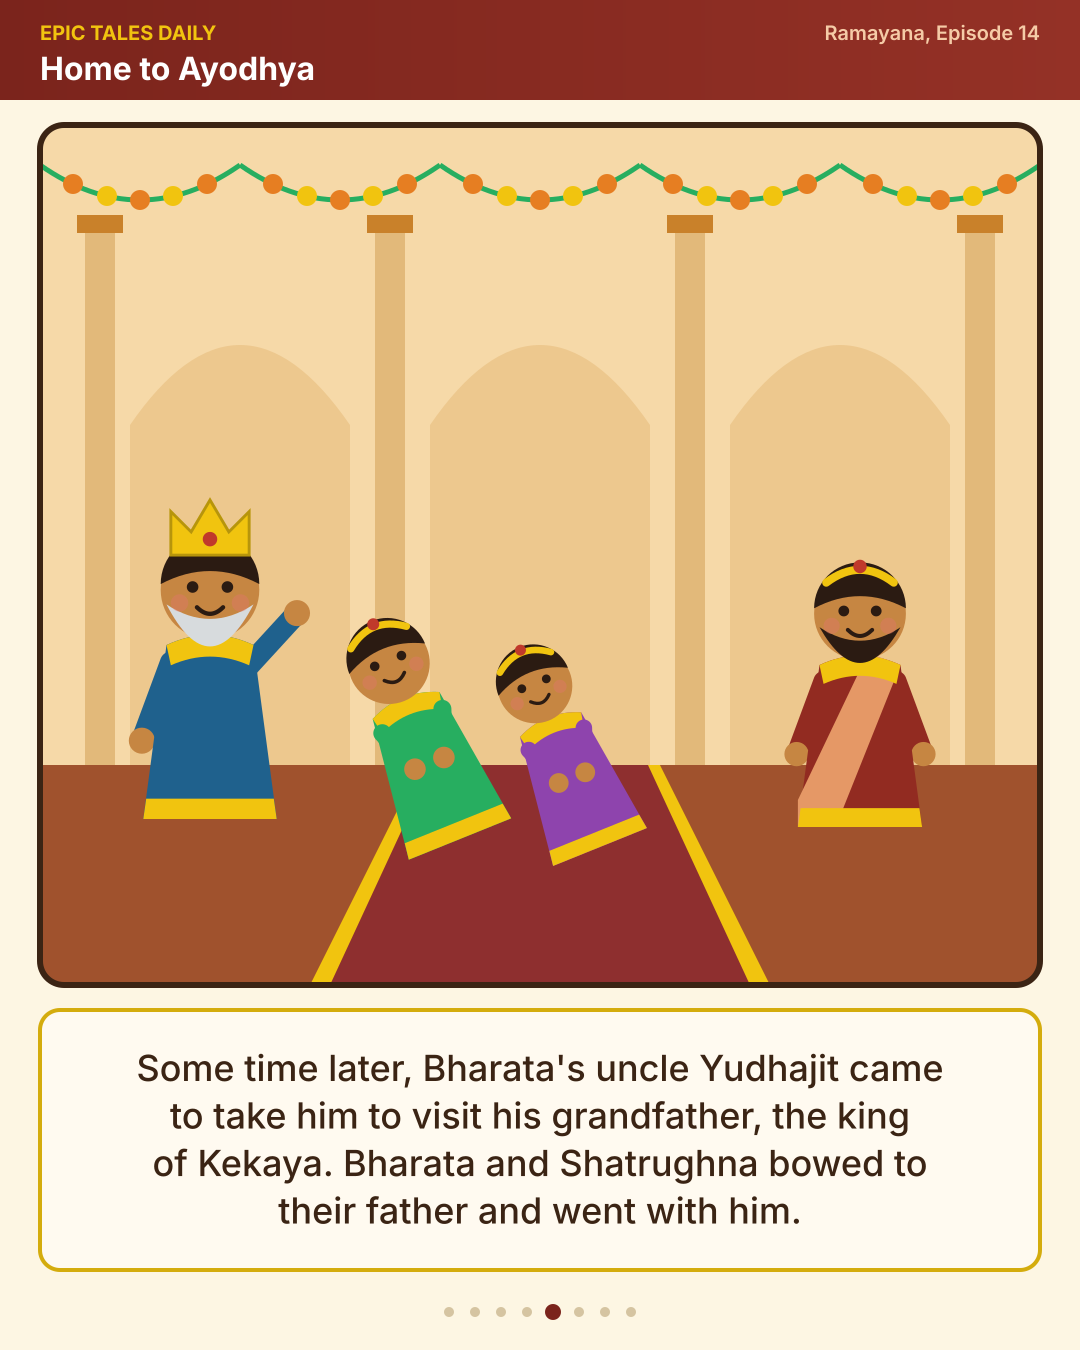 EPIC TALES DAILY
Ramayana, Episode 14
Home to Ayodhya
Some time later, Bharata's uncle Yudhajit came
to take him to visit his grandfather, the king
of Kekaya. Bharata and Shatrughna bowed to
their father and went with him.